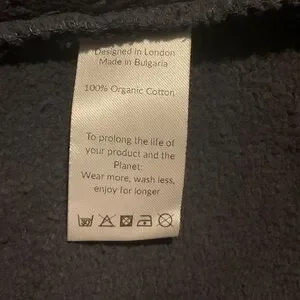 Designed in London
Made in Bulgaria
100% Organic Cotton
To prolong the life of
your product and the
Planet.
Wear more, wash less,
enjoy for longer